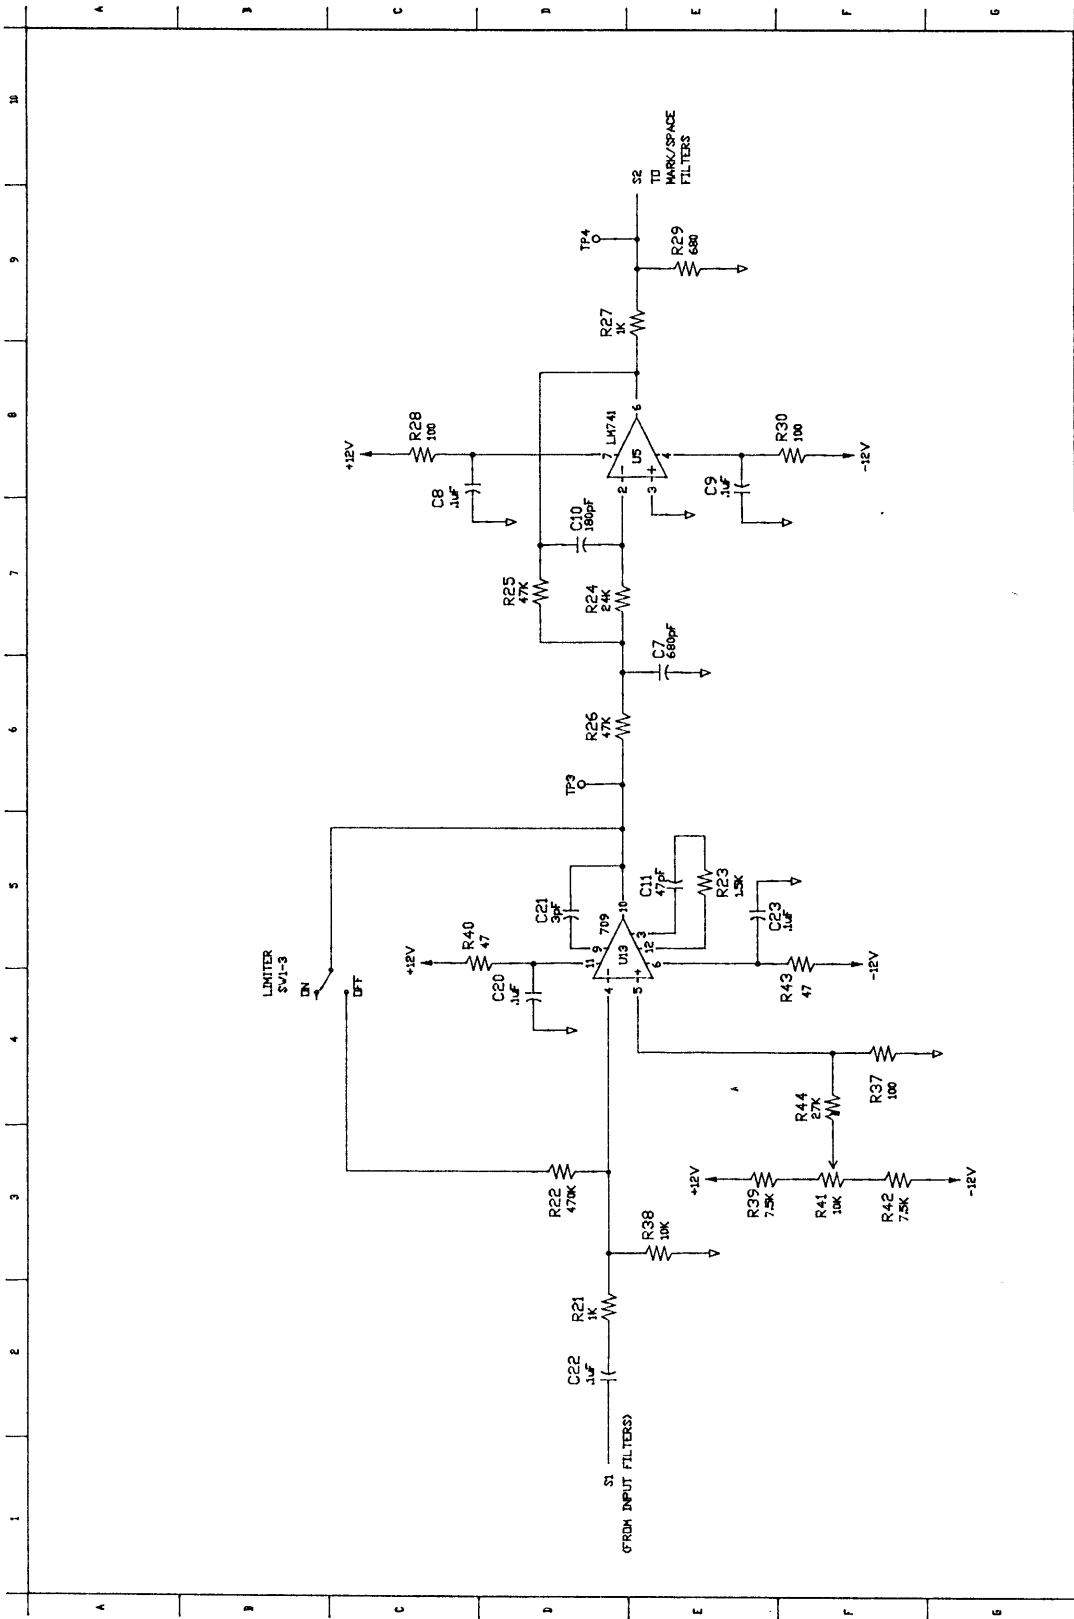 A B C D E F G
10
9
8
7
6
5
4
3
2
1
S1
(FROM INPUT FILTERS)
C22
.1uF
R21
1K
R38
10K
R22
470K
LIMITER
SW1-3
ON
OFF
+12V
R40
47
C20
.1uF
C21
3pF
709
U13
4
5
11
9
10
3
12
6
C11
47pF
R23
1.5K
C23
.1uF
R43
47
-12V
+12V
R39
7.5K
R41
10K
R42
7.5K
-12V
R44
27K
R37
100
TP3
R26
47K
C7
680pF
R25
47K
R24
24K
C10
180pF
+12V
R28
100
C8
.1uF
LM741
U5
2
3
7
4
6
C9
.1uF
R30
100
-12V
R27
1K
TP4
R29
680
S2
TO
MARK/SPACE
FILTERS
A B C D E F G